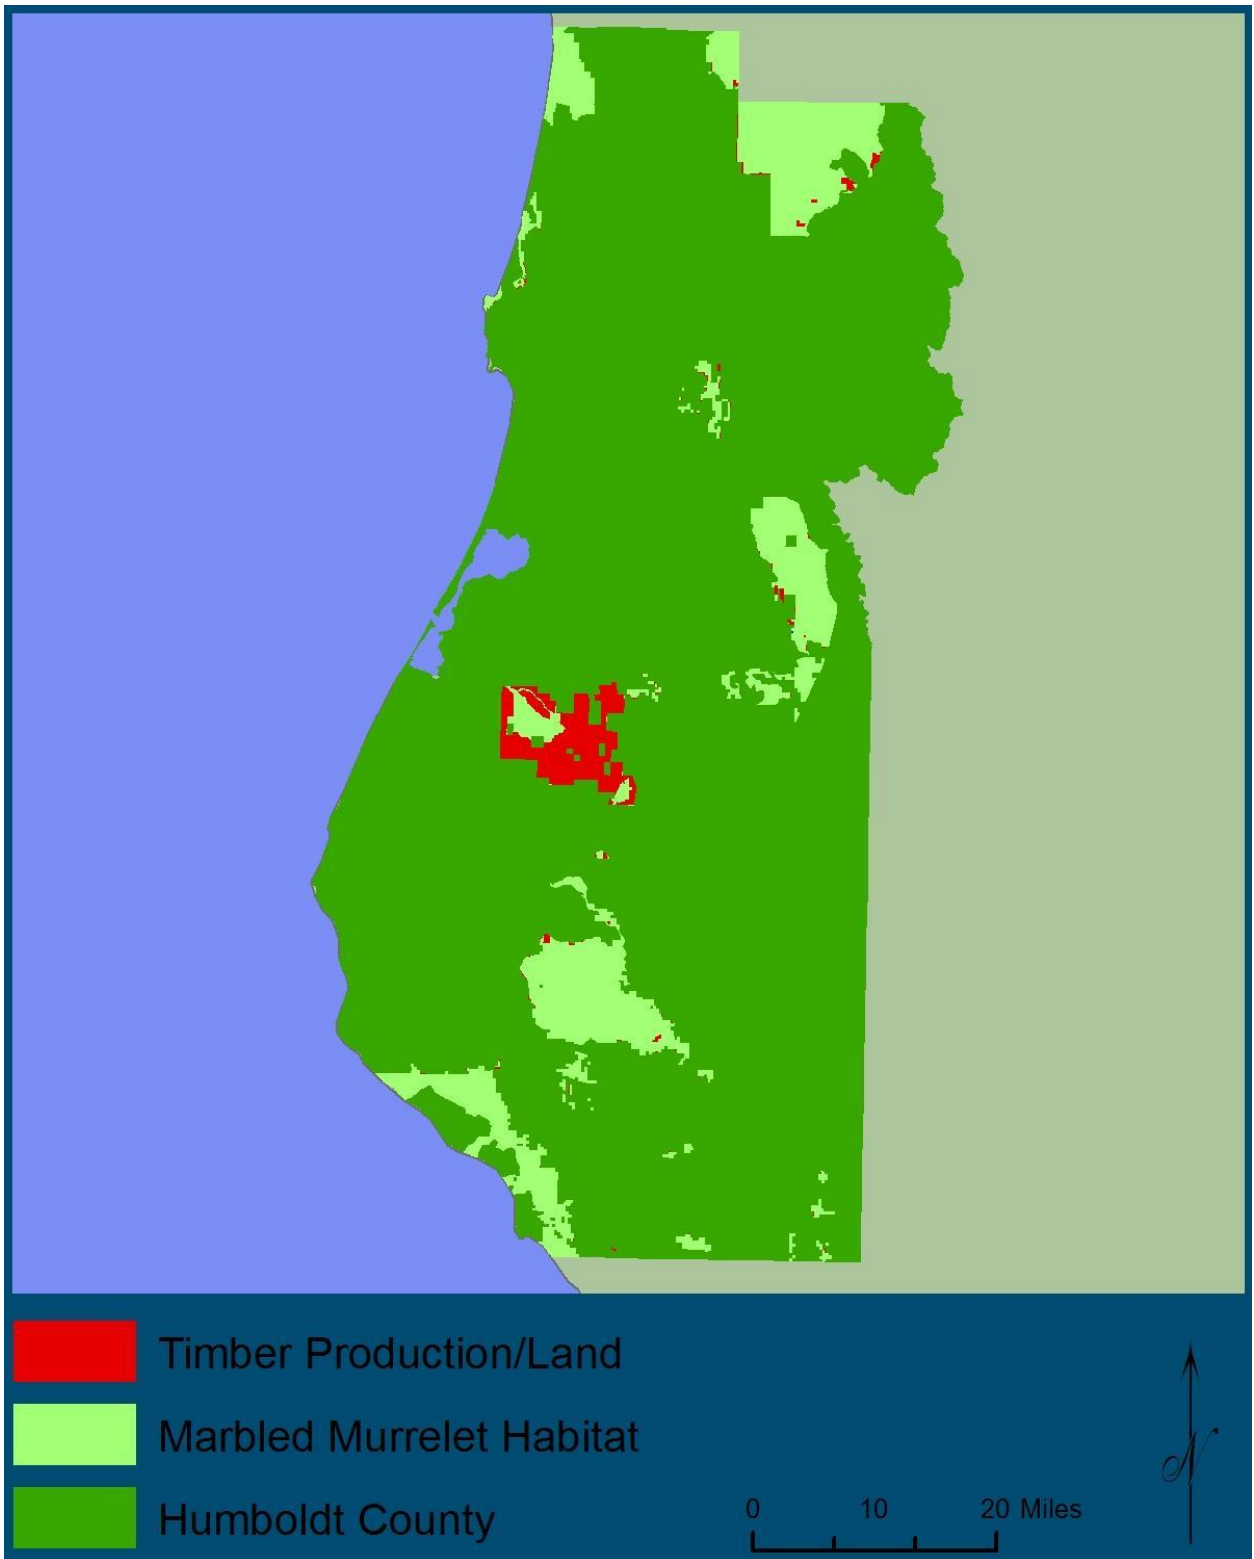 Timber Production/Land
Marbled Murrelet Habitat
Humboldt County
0 10 20 Miles
N